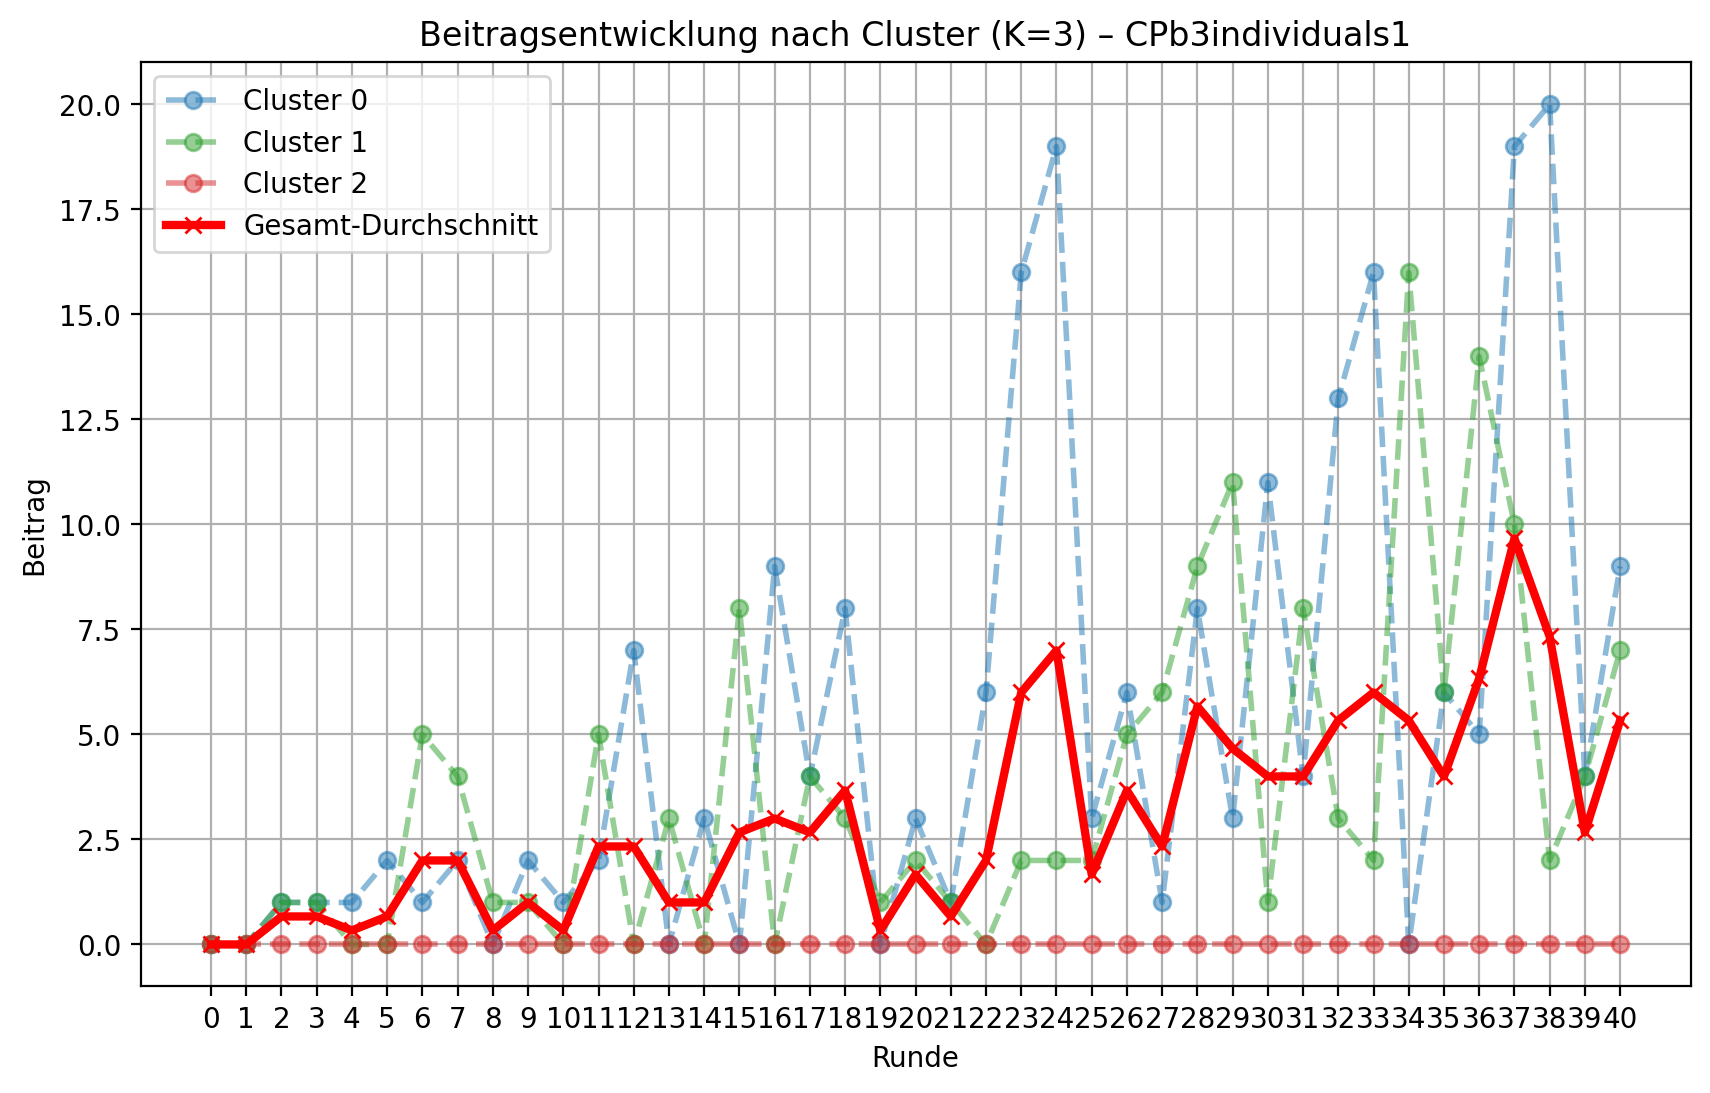 Beitragsentwicklung nach Cluster (K=3) – CPb3individuals1
Cluster 0
Cluster 1
Cluster 2
Gesamt-Durchschnitt
20.0
17.5
15.0
12.5
10.0
7.5
5.0
2.5
0.0
Beitrag
0 1 2 3 4 5 6 7 8 9 10 11 12 13 14 15 16 17 18 19 20 21 22 23 24 25 26 27 28 29 30 31 32 33 34 35 36 37 38 39 40
Runde